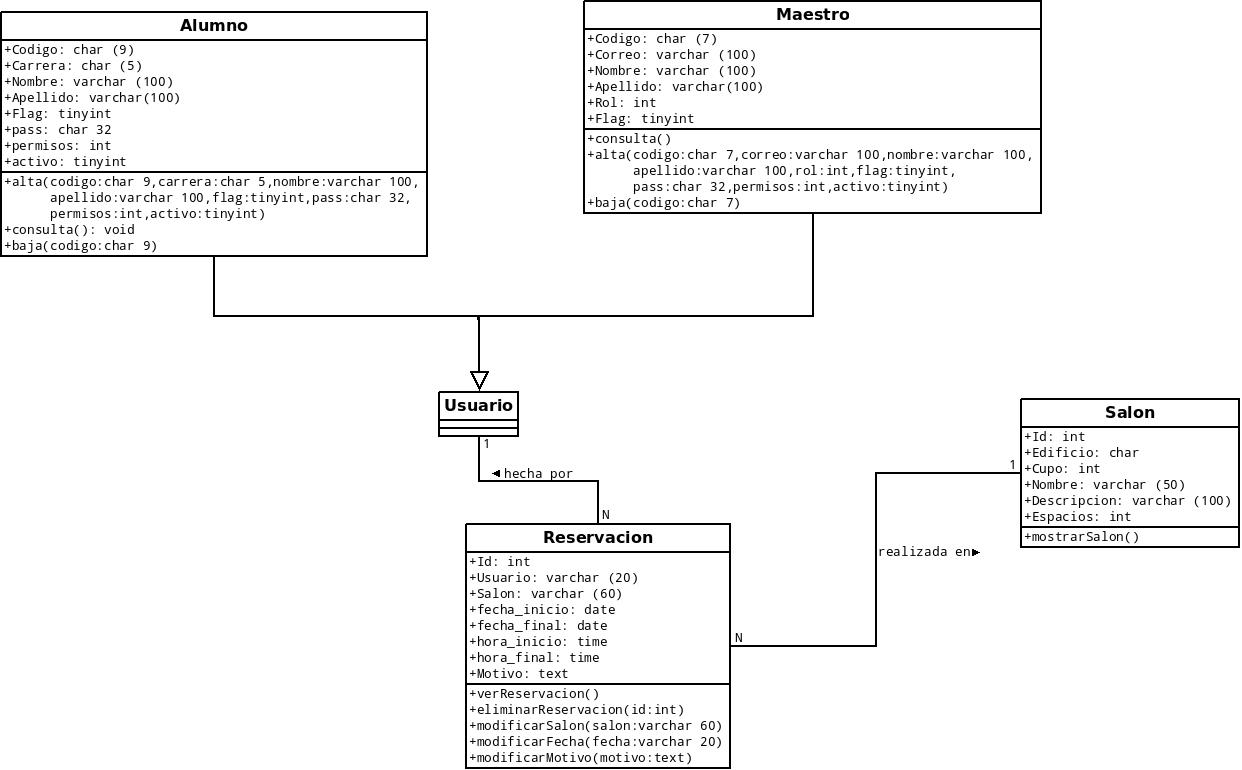 Alumno
+Codigo: char (9)
+Carrera: char (5)
+Nombre: varchar (100)
+Apellido: varchar(100)
+Flag: tinyint
+pass: char 32
+permisos: int
+activo: tinyint
+alta(codigo:char 9,carrera:char 5,nombre:varchar 100,
apellido:varchar 100,flag:tinyint,pass:char 32,
permisos:int,activo:tinyint)
+consulta(): void
+baja(codigo:char 9)
Maestro
+Codigo: char (7)
+Correo: varchar (100)
+Nombre: varchar (100)
+Apellido: varchar(100)
+Rol: int
+Flag: tinyint
+consulta()
+alta(codigo:char 7,correo:varchar 100,nombre:varchar 100,
apellido:varchar 100,rol:int,flag:tinyint,
pass:char 32,permisos:int,activo:tinyint)
+baja(codigo:char 7)
Usuario
1
hecha por
N
Reservacion
+Id: int
+Usuario: varchar (20)
+Salon: varchar (60)
+fecha_inicio: date
+fecha_final: date
+hora_inicio: time
+hora_final: time
+Motivo: text
+verReservacion()
+eliminarReservacion(id:int)
+modificarSalon(salon:varchar 60)
+modificarFecha(fecha:varchar 20)
+modificarMotivo(motivo:text)
N
realizada en
1
Salon
+Id: int
+Edificio: char
+Cupo: int
+Nombre: varchar (50)
+Descripcion: varchar (100)
+Espacios: int
+mostrarSalon()